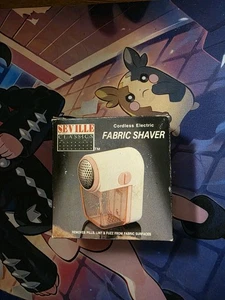 SEVILLE
CLASSICS
Cordless Electric
FABRIC SHAVER
REMOVES PILLS, LINT & FUZZ FROM FABRIC SURFACES